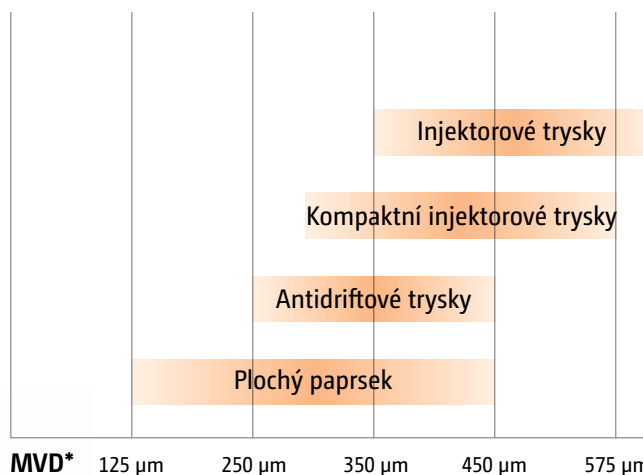 Injektorové trysky
Kompaktní injektorové trysky
Antidriftové trysky
Plochý paprsek
MVD* 125 µm 250 µm 350 µm 450 µm 575 µm